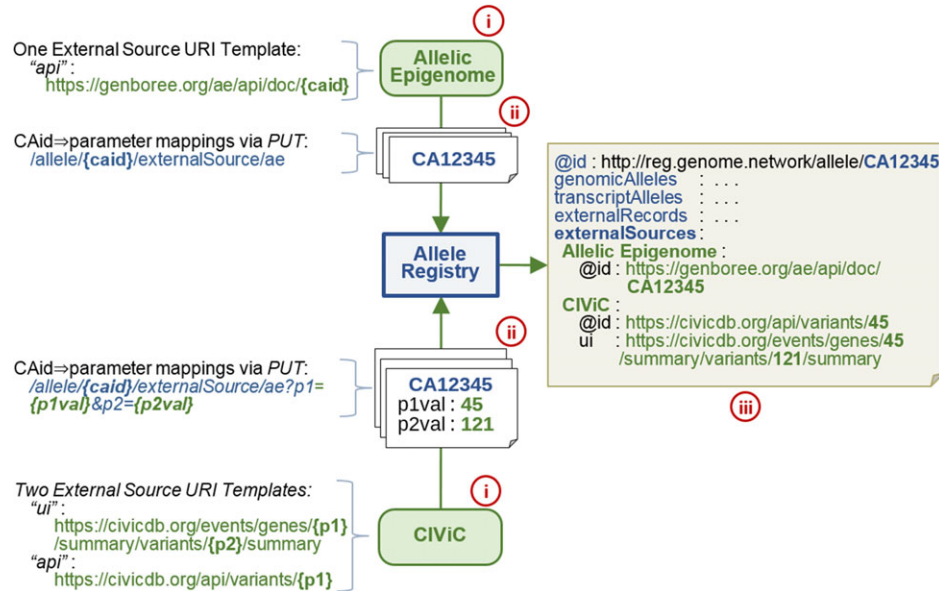 i
One External Source URI Template:
“api” :
https://genboree.org/ae/api/doc/{caid}
Allelic
Epigenome
ii
CAid⇒parameter mappings via PUT:
/allele/{caid}/externalSource/ae
CA12345
Allele
Registry
@id : http://reg.genome.network/allele/CA12345
genomicAlleles : . . .
transcriptAlleles : . . .
externalRecords : . . .
externalSources :
Allelic Epigenome :
@id : https://genboree.org/ae/api/doc/
CA12345
CIViC :
@id : https://civicdb.org/api/variants/45
ui : https://civicdb.org/events/genes/45
/summary/variants/121/summary
iii
ii
CAid⇒parameter mappings via PUT:
/allele/{caid}/externalSource/ae?p1=
{p1val}&p2={p2val}
CA12345
p1val : 45
p2val : 121
i
Two External Source URI Templates:
“ui” :
https://civicdb.org/events/genes/{p1}
/summary/variants/{p2}/summary
“api” :
https://civicdb.org/api/variants/{p1}
CIViC